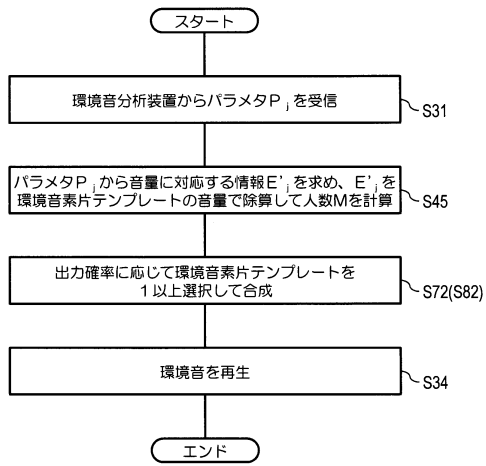 スタート
環境音分析装置からパラメタPjを受信
S31
パラメタPjから音量に対応する情報E'jを求め、E'jを
環境音素片テンプレートの音量で除算して人数Mを計算
S45
出力確率に応じて環境音素片テンプレートを
1以上選択して合成
S72(S82)
環境音を再生
S34
エンド